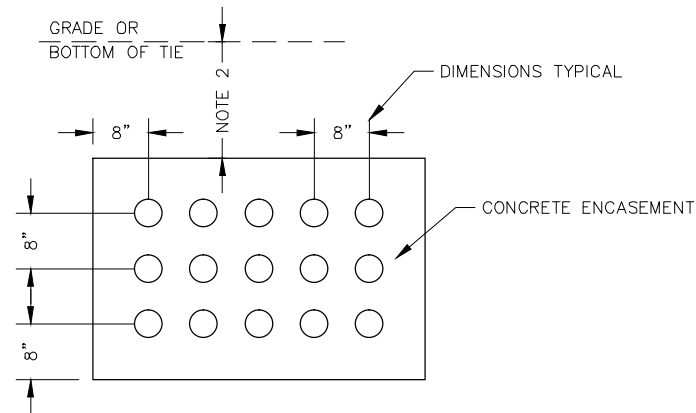 GRADE OR
BOTTOM OF TIE
NOTE 2
DIMENSIONS TYPICAL
8"
8"
CONCRETE ENCASEMENT
8"
8"